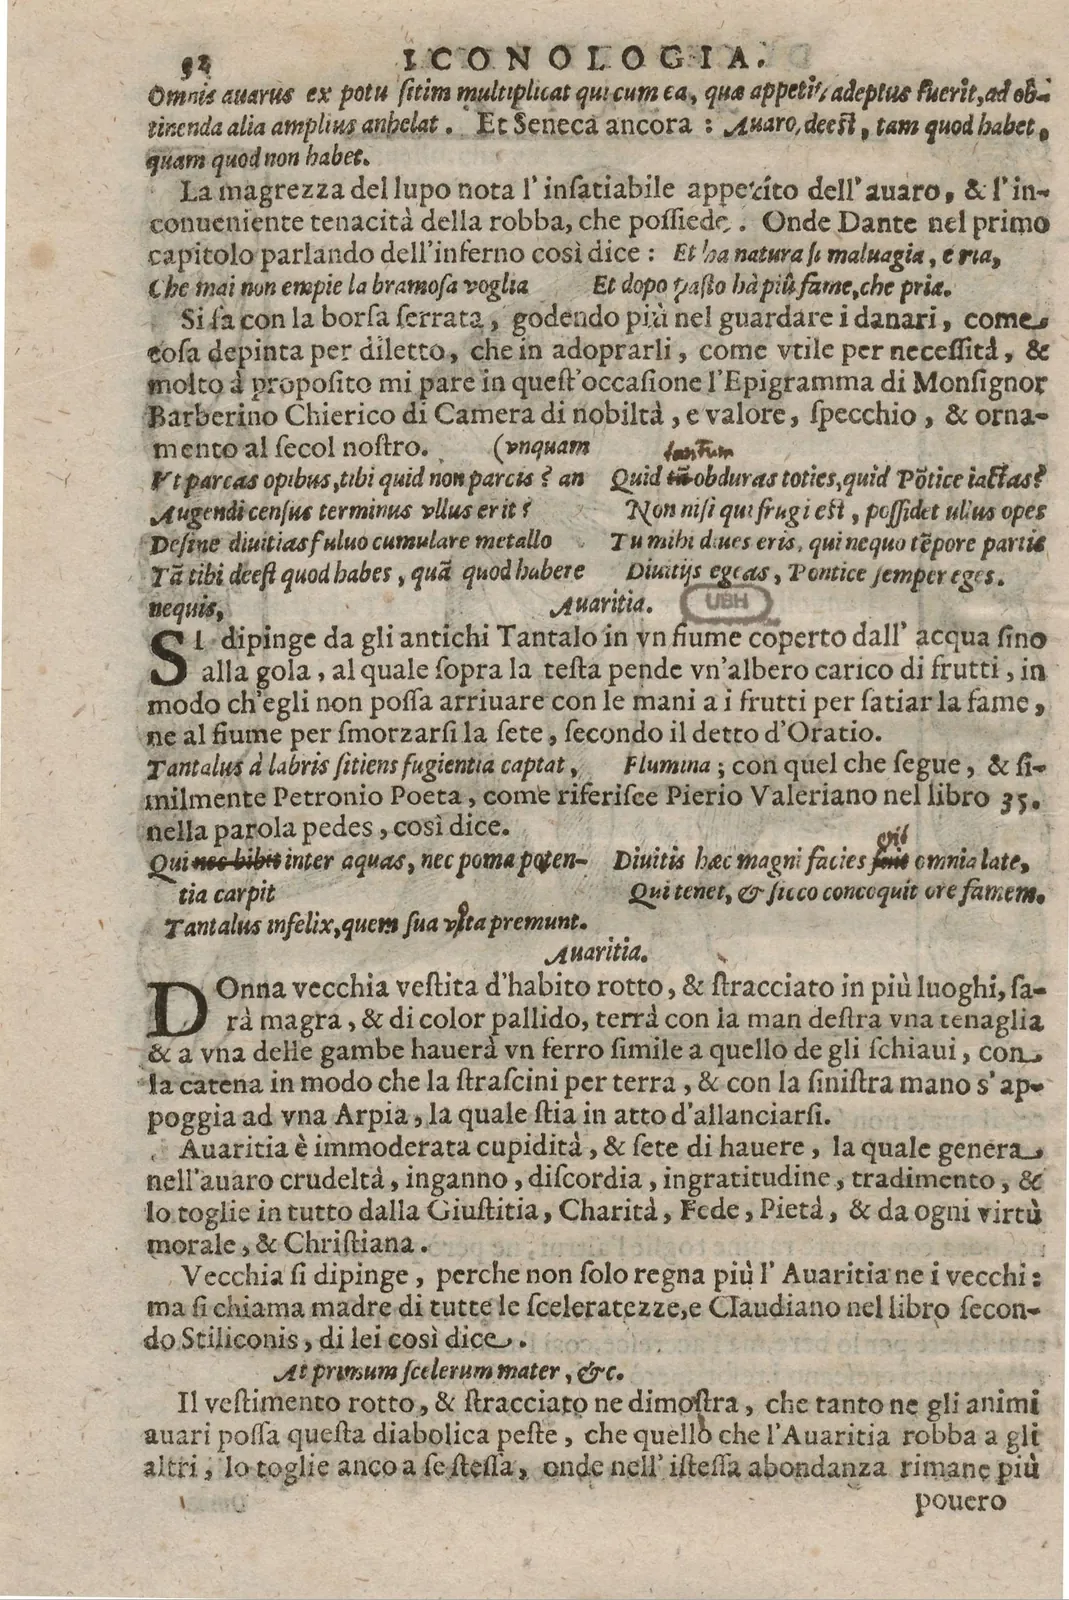 52 ICONOLOGIA.
Omnis auarus ex potu ſitim multiplicat qui cum ea, quæ appetit, adeptus fuerit, ad ob-
tinenda alia amplius anhelat. Et Seneca ancora : Auaro, deeſt, tam quod habet,
quam quod non habet.
La magrezza del lupo nota l'inſatiabile appetito dell'auaro, & l'in-
conueniente tenacità della robba, che poſſiede. Onde Dante nel primo
capitolo parlando dell'inferno così dice : Et ha natura ſi maluagia, e ria,
Che mai non empie la bramoſa voglia Et dopo paſto hà più fame, che pria.
Si fa con la borſa ſerrata, godendo più nel guardare i danari, come
coſa depinta per diletto, che in adoprarli, come vtile per neceſſità, &
molto à propoſito mi pare in queſt'occaſione l'Epigramma di Monſignor
Barberino Chierico di Camera di nobiltà, e valore, ſpecchio, & orna-
mento al ſecol noſtro. (vnquam tantum
Vt parcas opibus, tibi quid non parcis ? an Quid tã obduras toties, quid Põtice iactas?
Augendi cenſus terminus vllus erit ? Non niſi qui frugi eſt, poſſidet ullus opes
Deſine diuitias fuluo cumulare metallo Tu mihi diues eris, qui nequo tẽpore partis
Tã tibi deeſt quod habes, quã quod habere Diuitijs egeas, Pontice ſemper eges.
nequis, Auaritia. UBH
SI dipinge da gli antichi Tantalo in vn fiume coperto dall' acqua ſino
alla gola, al quale ſopra la teſta pende vn'albero carico di frutti, in
modo ch'egli non poſſa arriuare con le mani a i frutti per ſatiar la fame,
ne al fiume per ſmorzarſi la ſete, ſecondo il detto d'Oratio.
Tantalus à labris ſitiens fugientia captat, Flumina ; con quel che ſegue, & ſi-
milmente Petronio Poeta, come riferiſce Pierio Valeriano nel libro 35.
nella parola pedes, così dice.
erit
Qui nec bibit inter aquas, nec poma poten- Diuitis hæc magni facies omnia late,
tia carpit Qui tenet, & ſicco concoquit ore famem.
Tantalus infelix, quem ſua vota premunt.
Auaritia.
DOnna vecchia veſtita d'habito rotto, & ſtracciato in più luoghi, ſa-
rà magra, & di color pallido, terrà con la man deſtra vna tenaglia
& a vna delle gambe hauerà vn ferro ſimile a quello de gli ſchiaui, con
la catena in modo che la ſtraſcini per terra, & con la ſiniſtra mano s'ap-
poggia ad vna Arpia, la quale ſtia in atto d'allanciarſi.
Auaritia è immoderata cupidità, & ſete di hauere, la quale genera
nell'auaro crudeltà, inganno, diſcordia, ingratitudine, tradimento, &
lo toglie in tutto dalla Giuſtitia, Charità, Fede, Pietà, & da ogni virtù
morale, & Chriſtiana.
Vecchia ſi dipinge, perche non ſolo regna più l' Auaritia ne i vecchi :
ma ſi chiama madre di tutte le ſceleratezze, e Claudiano nel libro ſecon-
do Stiliconis, di lei così dice.
At primum ſcelerum mater, &c.
Il veſtimento rotto, & ſtracciato ne dimoſtra, che tanto ne gli animi
auari poſſa queſta diabolica peſte, che quello che l'Auaritia robba a gli
altri, lo toglie anco a ſe ſteſſa, onde nell' iſteſſa abondanza rimane più
pouero